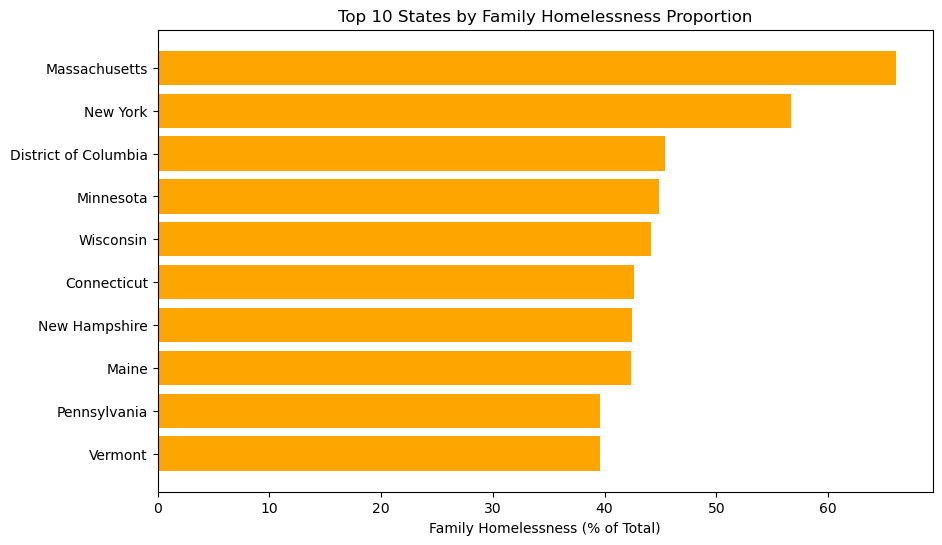 Top 10 States by Family Homelessness Proportion
Massachusetts
New York
District of Columbia
Minnesota
Wisconsin
Connecticut
New Hampshire
Maine
Pennsylvania
Vermont
0 10 20 30 40 50 60
Family Homelessness (% of Total)